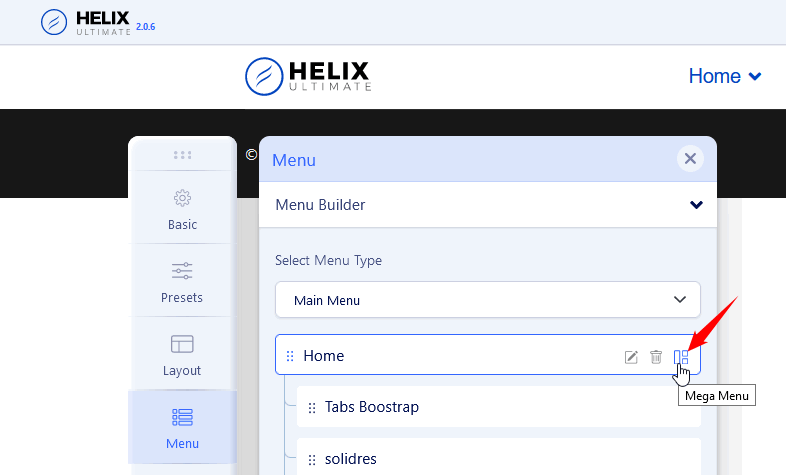 HELIX
ULTIMATE 2.0.6
HELIX
ULTIMATE
Home
©
Menu
Basic
Menu Builder
Select Menu Type
Presets
Main Menu
Home
Layout
Mega Menu
Tabs Boostrap
Menu
solidres